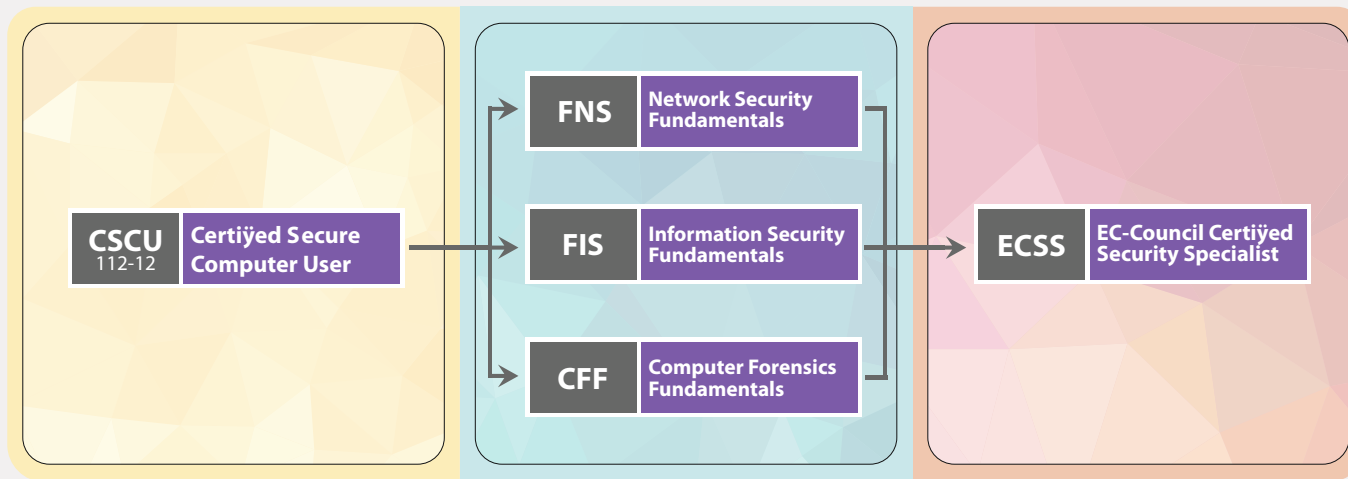 CSCU
112-12
Certiÿed Secure
Computer User
FNS
Network Security
Fundamentals
FIS
Information Security
Fundamentals
CFF
Computer Forensics
Fundamentals
ECSS
EC-Council Certiÿed
Security Specialist